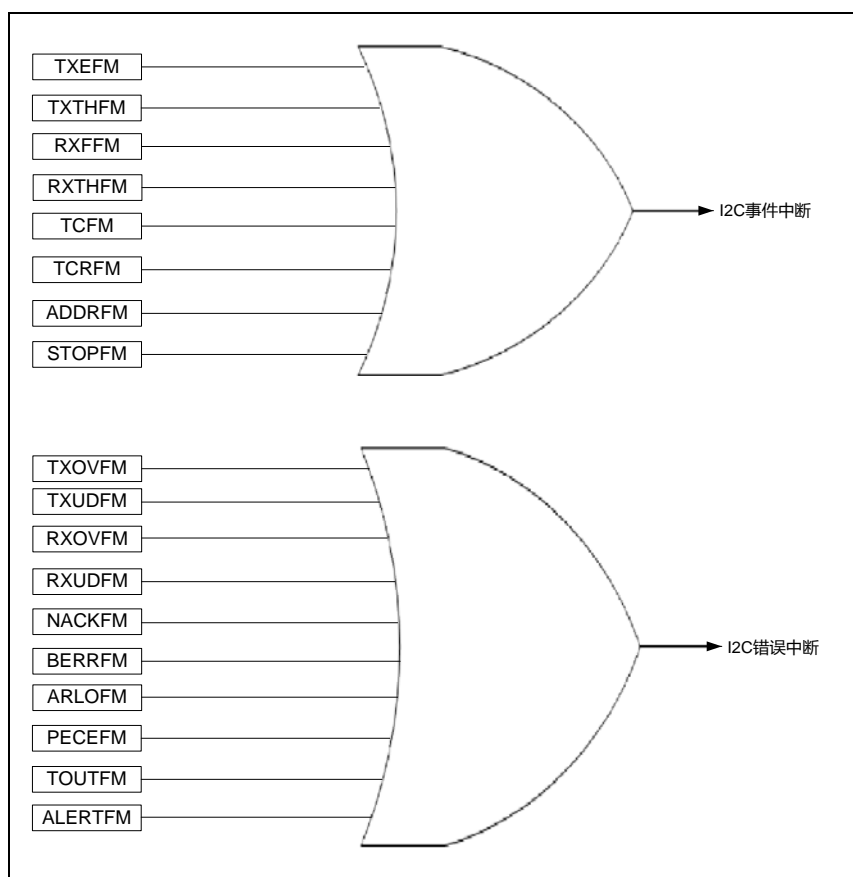 TXEFM
TXTHFM
RXFFM
RXTHFM
TCFM
TCRFM
ADDRFM
STOPFM
I2C事件中断
TXOVFM
TXUDFM
RXOVFM
RXUDFM
NACKFM
BERRFM
ARLOFM
PECEFM
TOUTFM
ALERTFM
I2C错误中断